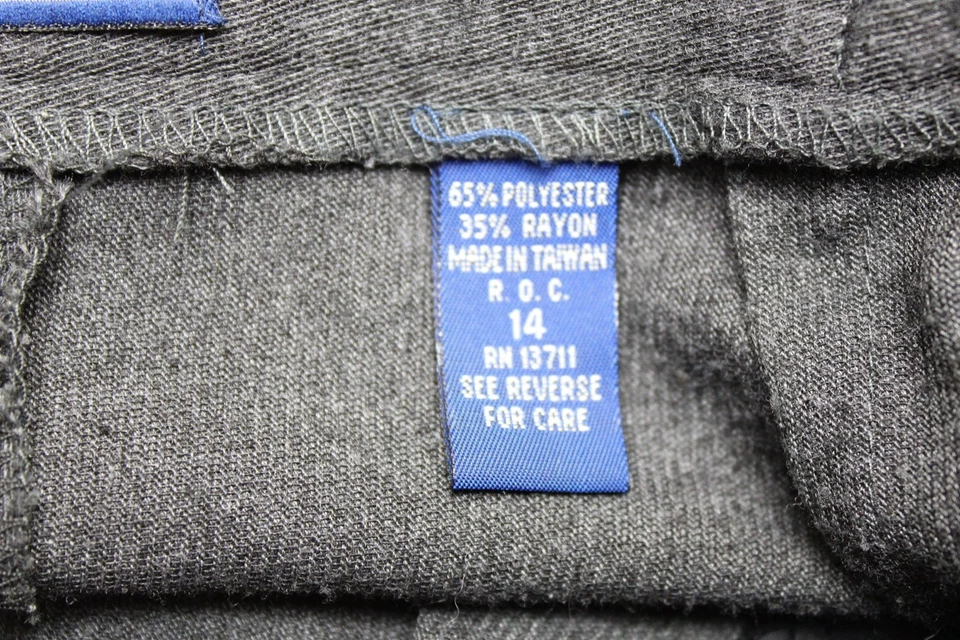 65% POLYESTER
35% RAYON
MADE IN TAIWAN
R. O. C.
14
RN 13711
SEE REVERSE
FOR CARE